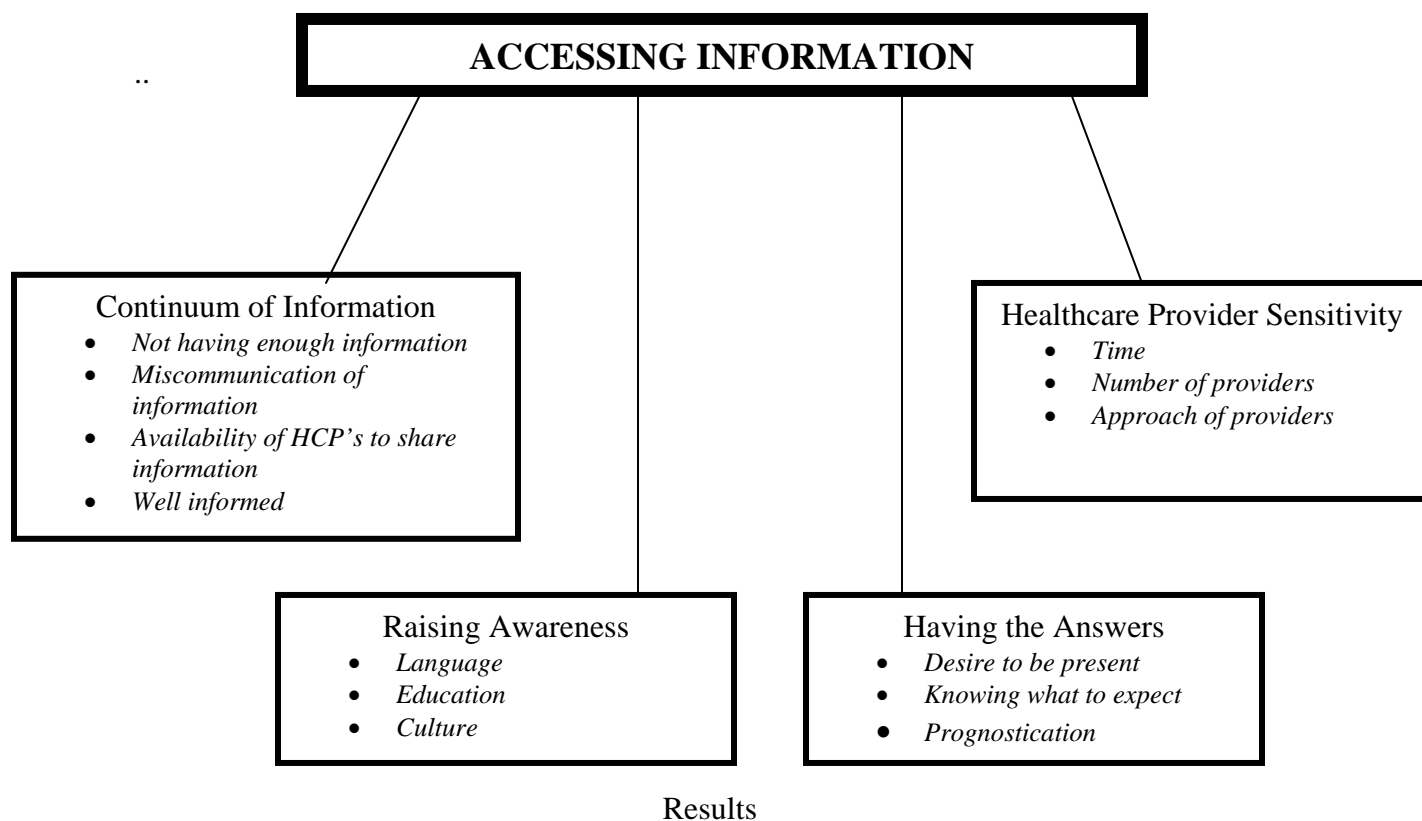 ACCESSING INFORMATION
..
Continuum of Information
• Not having enough information
• Miscommunication of
information
• Availability of HCP's to share
information
• Well informed
Healthcare Provider Sensitivity
• Time
• Number of providers
• Approach of providers
Raising Awareness
• Language
• Education
• Culture
Having the Answers
• Desire to be present
• Knowing what to expect
• Prognostication
Results